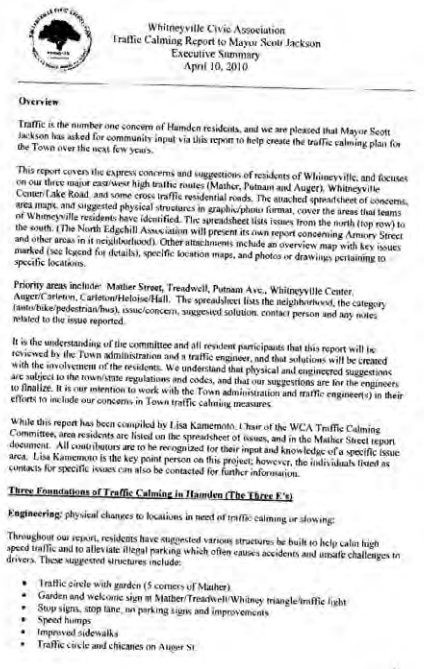 Whitneyville Civic Association
Traffic Calming Report to Mayor Scott Jackson
Executive Summary
April 10, 2010
Overview
Traffic is the number one concern of Hamden residents, and we are pleased that Mayor Scott
Jackson has asked for community input via this report to help create the traffic calming plan for
the Town over the next few years.
This report covers the express concerns and suggestions of residents of Whitneyville, and focuses
on our three major east/west high traffic routes (Mather, Putnam and Auger), Whitneyville
Center/Lake Road, and some cross traffic residential roads. The attached spreadsheet of concerns,
area maps, and suggested physical structures in graphic/photo format, cover the areas that teams
of Whitneyville residents have identified. The spreadsheet lists issues from the north (top row) to
the south. (The North Edgehill Association will present its own report concerning Armory Street
and other areas in it neighborhood). Other attachments include an overview map with key issues
marked (see legend for details), specific location maps, and photos or drawings pertaining to
specific locations.
Priority areas include: Mather Street, Treadwell, Putnam Ave., Whitneyville Center,
Auger/Carleton, Carleton/Heloise/Hall. The spreadsheet lists the neighborhood, the category
(auto/bike/pedestrian/bus), issue/concern, suggested solution, contact person and any notes
related to the issue reported.
It is the understanding of the committee and all resident participants that this report will be
reviewed by the Town administration and a traffic engineer, and that solutions will be created
with the involvement of the residents. We understand that physical and engineered suggestions
are subject to the town/state regulations and codes, and that our suggestions are for the engineers
to finalize. It is our intention to work with the Town administration and traffic engineer(s) in their
efforts to include our concerns in Town traffic calming measures.
While this report has been compiled by Lisa Kamemoto, Chair of the WCA Traffic Calming
Committee, area residents are listed on the spreadsheet of issues, and in the Mather Street report
document. All contributors are to be recognized for their input and knowledge of a specific issue
area. Lisa Kamemoto is the key point person on this project; however, the individuals listed as
contacts for specific issues can also be contacted for further information.
Three Foundations of Traffic Calming in Hamden (The Three E's)
Engineering: physical changes to locations in need of traffic calming or slowing:
Throughout our report, residents have suggested various structures be built to help calm high
speed traffic and to alleviate illegal parking which often causes accidents and unsafe challenges to
drivers. These suggested structures include:
• Traffic circle with garden (5 corners of Mather)
• Garden and welcome sign at Mather/Treadwell/Whitney triangle/traffic light
• Stop signs, stop lane, no parking signs and improvements
• Speed humps
• Improved sidewalks
• Traffic circle and chicanes on Auger St.